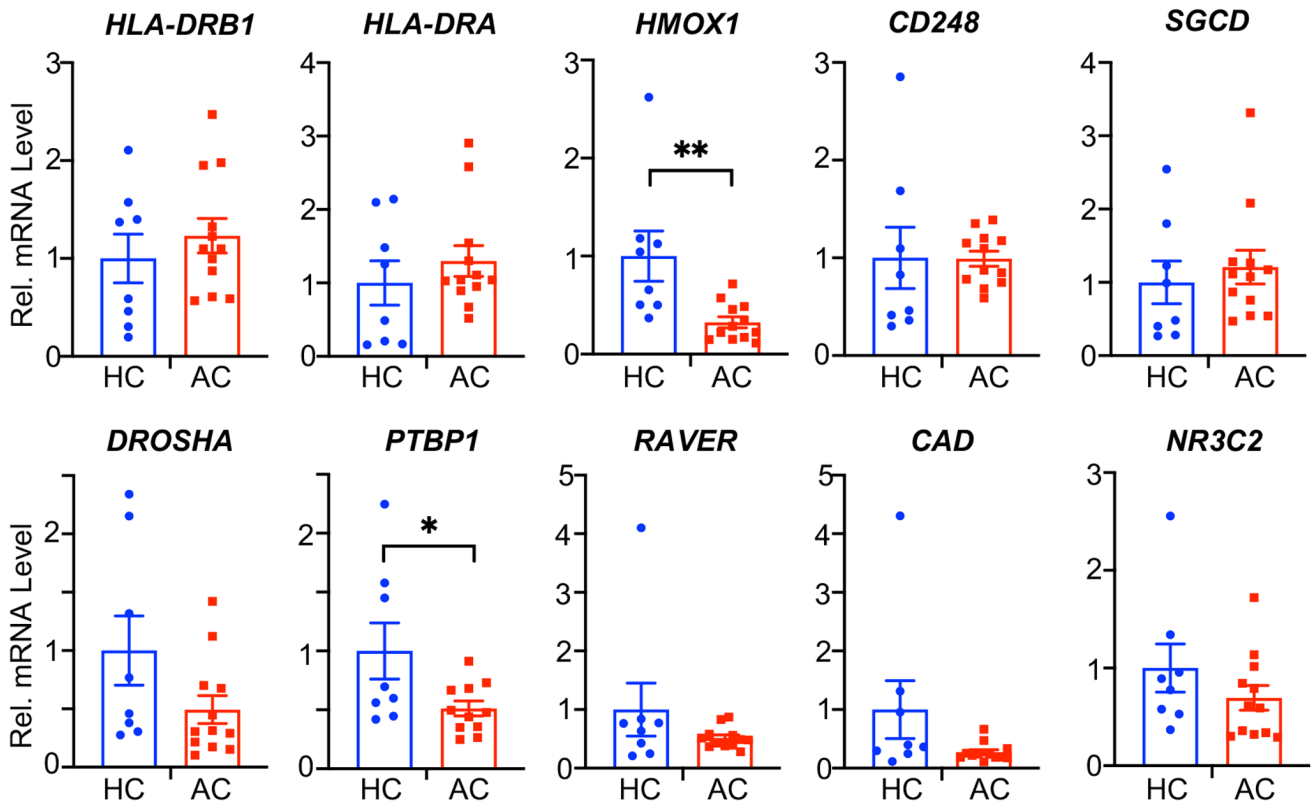 HLA-DRB1 HLA-DRA HMOX1 CD248 SGCD
Rel. mRNA Level
3 2 1 0
HC AC
4 3 2 1 0
HC AC
3 2 1 0
**
HC AC
3 2 1 0
HC AC
4 3 2 1 0
HC AC
DROSHA PTBP1 RAVER CAD NR3C2
Rel. mRNA Level
2 1 0
HC AC
2 1 0
*
HC AC
5 4 3 2 1 0
HC AC
5 4 3 2 1 0
HC AC
3 2 1 0
HC AC